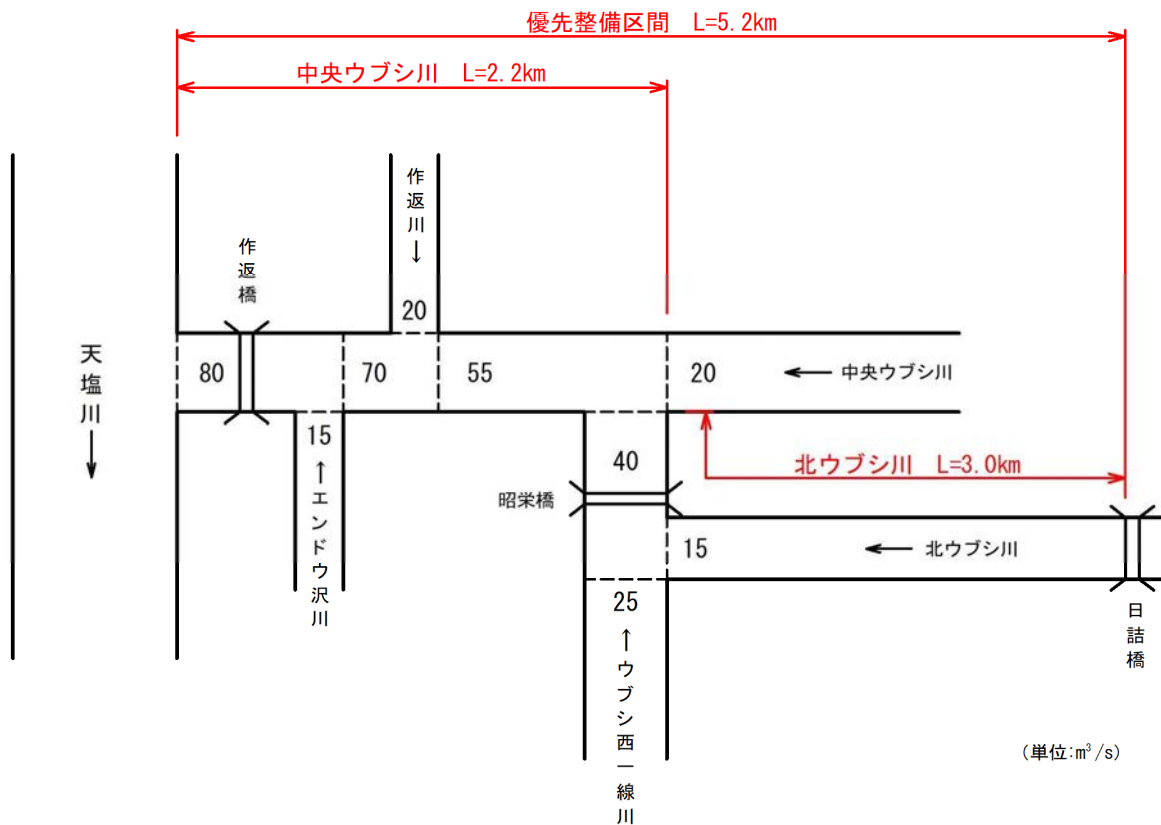 優先整備区間 L=5.2km
中央ウブシ川 L=2.2km
作返川↓
作返橋
20
天塩川↓
80
70
55
20
← 中央ウブシ川
15
↑エンドウ沢川
40
北ウブシ川 L=3.0km
昭栄橋
15
← 北ウブシ川
25
↑ウブシ西一線川
日詰橋
(単位:m³/s)